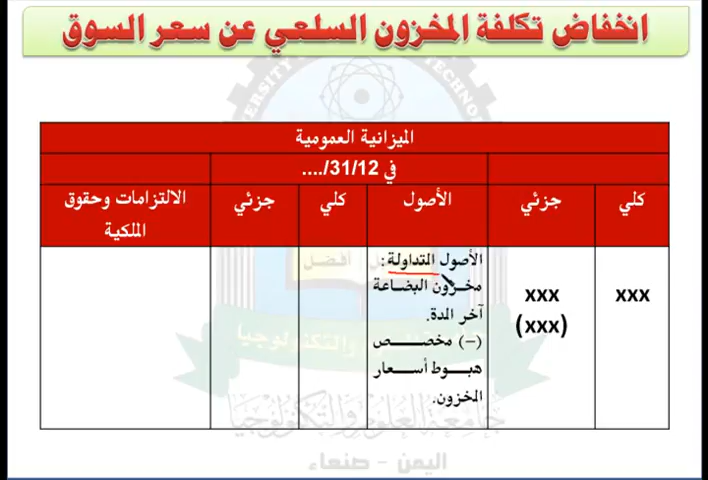 انخفاض تكلفة المخزون السلعي عن سعر السوق
الميزانية العمومية
في 31/12/....
كلي
جزئي
الأصول
كلي
جزئي
الالتزامات وحقوق
الملكية
الأصول المتداولة :
مخزون البضاعة
آخر المدة.
(–) مخصص
هبوط أسعار
المخزون.
xxx
(xxx)
xxx
أفضل
والتكنولوجيا
جامعة العلوم والتكنولوجيا
اليمن - صنعاء